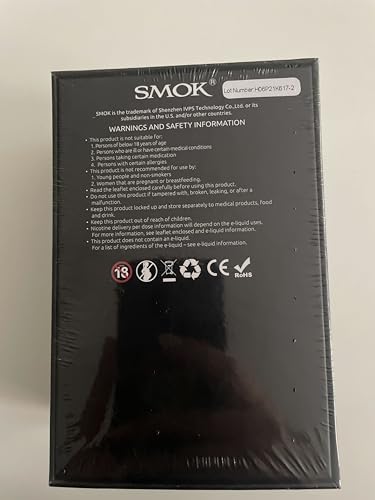 SMOK®
Lot Number:H06P21K617-2
SMOK is the trademark of Shenzhen IVPS Technology Co.,Ltd. or its
subsidiaries in the U.S. and/or other countries.
WARNINGS AND SAFETY INFORMATION
• This product is not suitable for:
1. Persons of below 18 years of age
2. Persons who are ill or have certain medical conditions
3. Persons taking certain medication
4. Persons with certain allergies
• This product is not recommended for use by:
1. Young people and non-smokers
2. Women that are pregnant or breastfeeding.
• Read the leaflet enclosed carefully before using this product.
• Do not use this product if tampered with, broken, leaking, or after a
malfunction.
• Keep this product locked up and store separately to medical products, food
and drink.
• Keep this product out of reach of children.
• Nicotine delivery per dose information will depend on the e-liquid uses.
For more information, see leaflet enclosed and e-liquid information.
• This product does not contain an e-liquid.
For a list of ingredients of the e-liquid – see e-liquid information.
18 CE RoHS